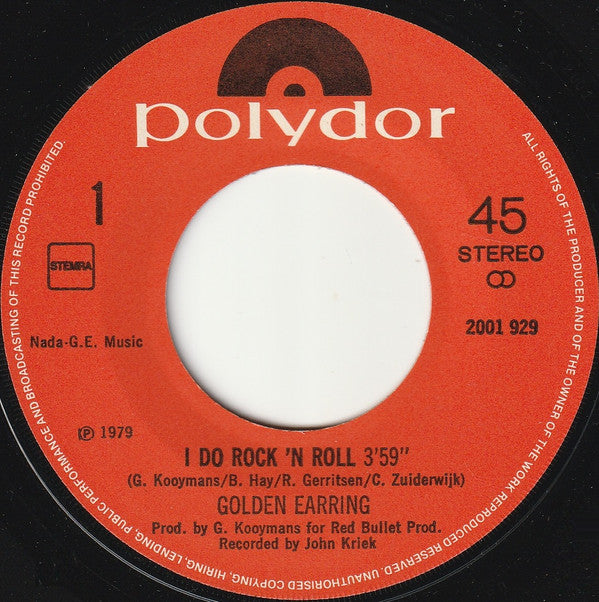 polydor
1
45
STEREO
STEMRA
2001 929
Nada-G.E. Music
℗ 1979
I DO ROCK 'N ROLL 3'59"
(G. Kooymans/B. Hay/R. Gerritsen/C. Zuiderwijk)
GOLDEN EARRING
Prod. by G. Kooymans for Red Bullet Prod.
Recorded by John Kriek
ALL RIGHTS OF THE PRODUCER AND OF THE OWNER OF THE WORK REPRODUCED RESERVED. UNAUTHORISED COPYING, HIRING, LENDING, PUBLIC PERFORMANCE AND BROADCASTING OF THIS RECORD PROHIBITED.